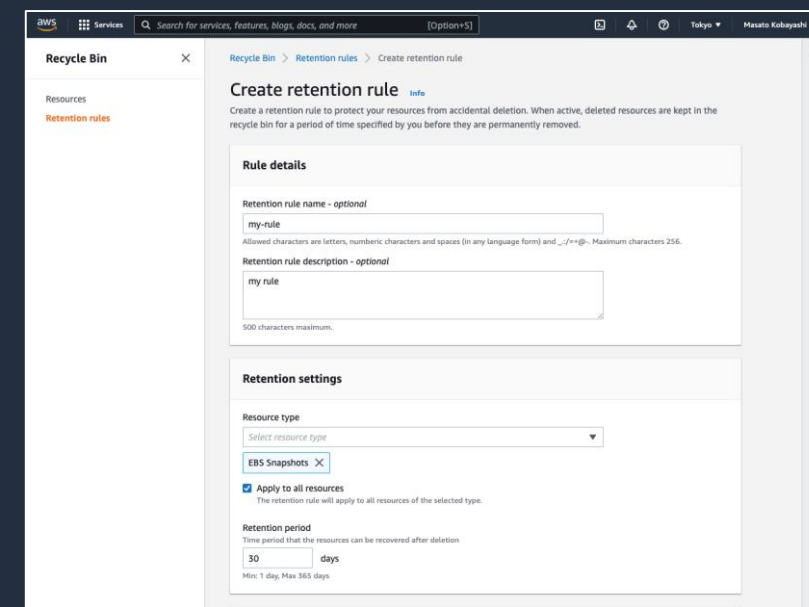 aws Services Search for services, features, blogs, docs, and more [Option+S] Tokyo ▼ Masato Kobayashi
Recycle Bin
Resources
Retention rules
Recycle Bin > Retention rules > Create retention rule
Create retention rule Info
Create a retention rule to protect your resources from accidental deletion. When active, deleted resources are kept in the
recycle bin for a period of time specified by you before they are permanently removed.
Rule details
Retention rule name - optional
my-rule
Allowed characters are letters, numberic characters and spaces (in any language form) and _.:/=+@-. Maximum characters 256.
Retention rule description - optional
my rule
500 characters maximum.
Retention settings
Resource type
Select resource type
EBS Snapshots
Apply to all resources
The retention rule will apply to all resources of the selected type.
Retention period
Time period that the resources can be recovered after deletion
30 days
Min: 1 day, Max 365 days